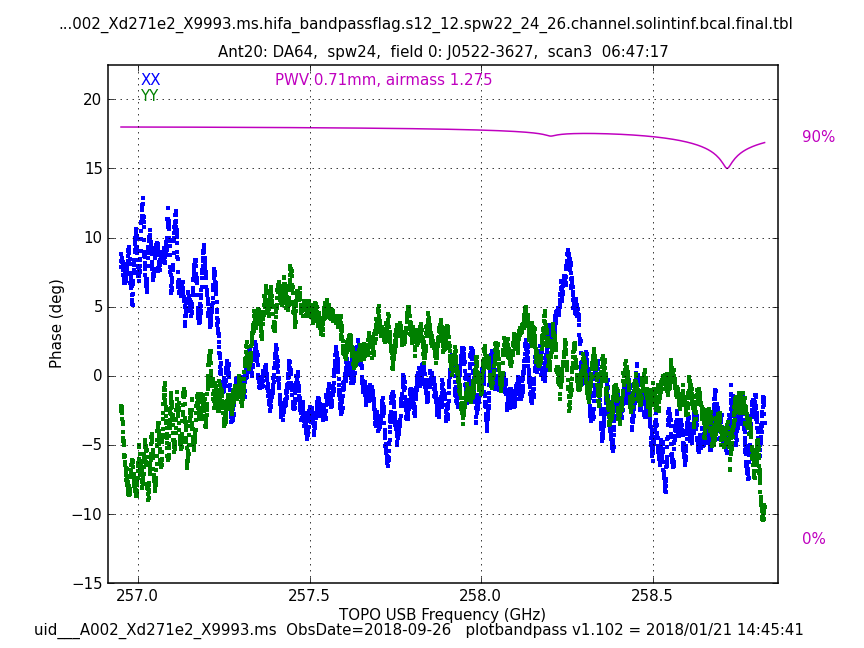 ...002_Xd271e2_X9993.ms.hifa_bandpassflag.s12_12.spw22_24_26.channel.solintinf.bcal.final.tbl
Ant20: DA64,  spw24,  field 0: J0522-3627,  scan3  06:47:17
XX
PWV 0.71mm, airmass 1.275
YY
20
15
10
5
0
−5
−10
−15
90%
0%
Phase (deg)
257.0
257.5
258.0
258.5
TOPO USB Frequency (GHz)
uid___A002_Xd271e2_X9993.ms  ObsDate=2018-09-26   plotbandpass v1.102 = 2018/01/21 14:45:41